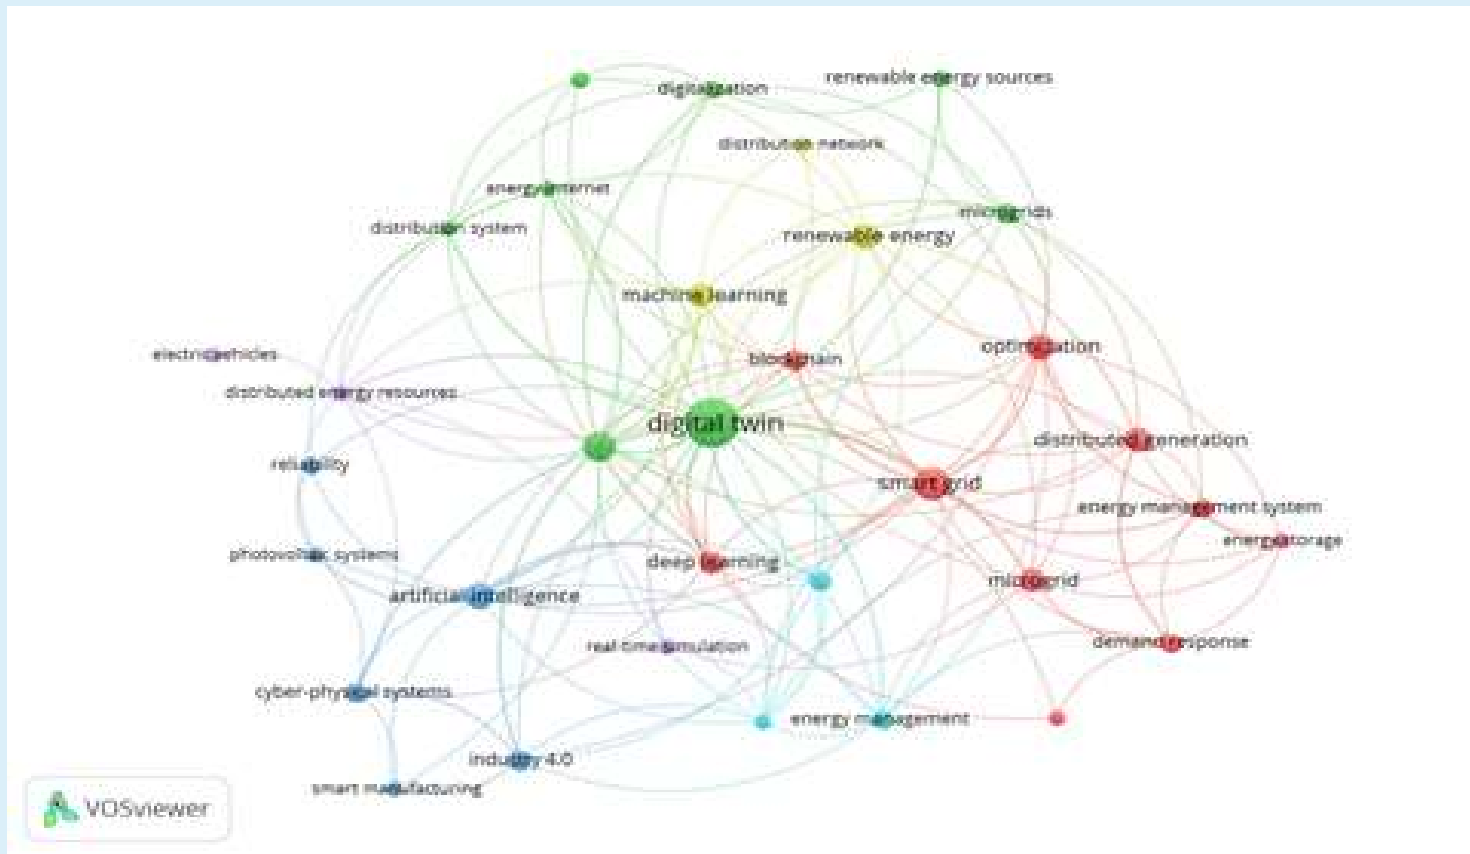 renewable energy sources
digitalization
distribution network
energy internet
microgrids
distribution system
renewable energy
machine learning
optimization
electric vehicles
blockchain
distributed energy resources
digital twin
distributed generation
reliability
smart grid
energy management system
energy storage
photovoltaic systems
deep learning
microgrid
artificial intelligence
demand response
real-time simulation
cyber-physical systems
energy management
industry 4.0
smart manufacturing
VOSviewer